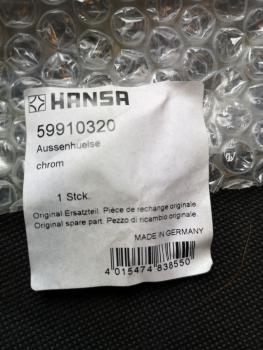 HANSA
59910320
Aussenhuelse
chrom
1 Stck.
Original Ersatzteil. Pièce de rechange originale.
Original spare part. Pezzo di ricambio originale.
MADE IN GERMANY
4 015474 838550